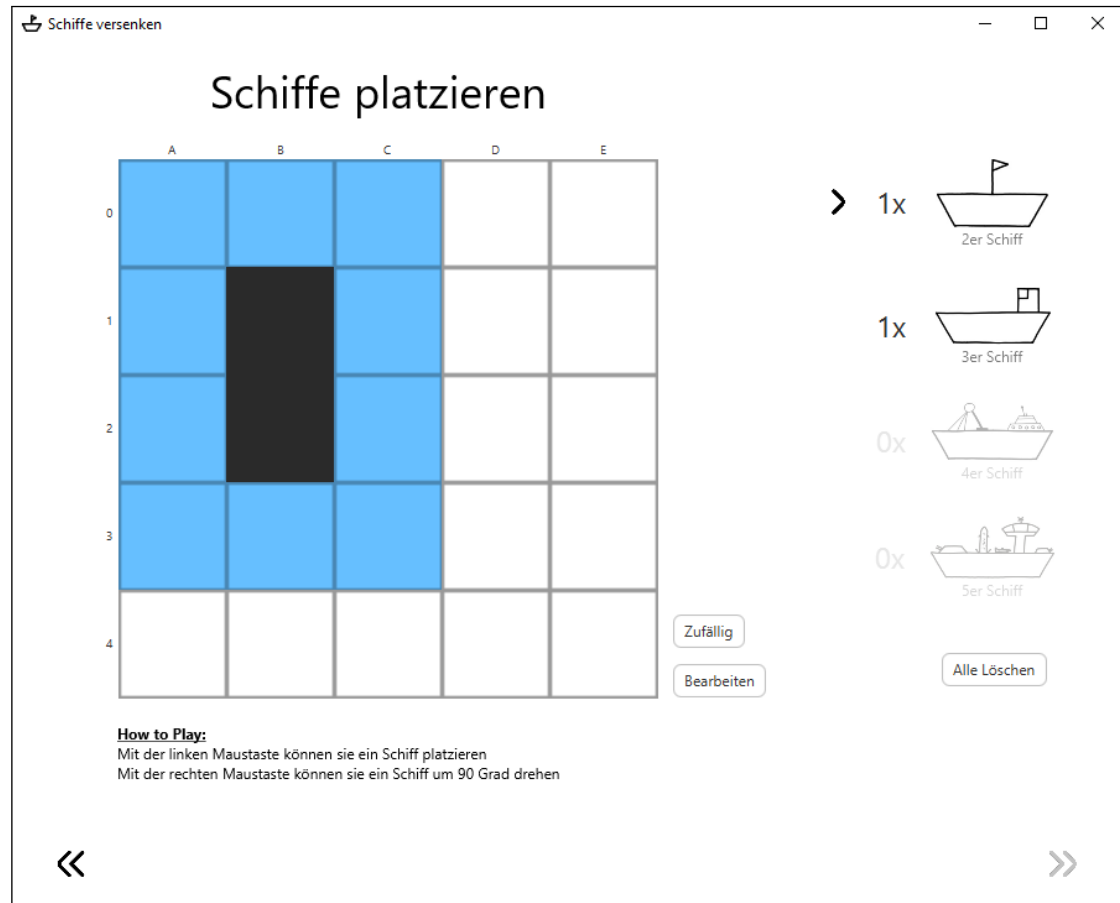 Schiffe versenken
Schiffe platzieren
A B C D E
0
1
2
3
4
1x
2er Schiff
1x
3er Schiff
0x
4er Schiff
0x
5er Schiff
Zufällig
Bearbeiten
Alle Löschen
How to Play:
Mit der linken Maustaste können sie ein Schiff platzieren
Mit der rechten Maustaste können sie ein Schiff um 90 Grad drehen